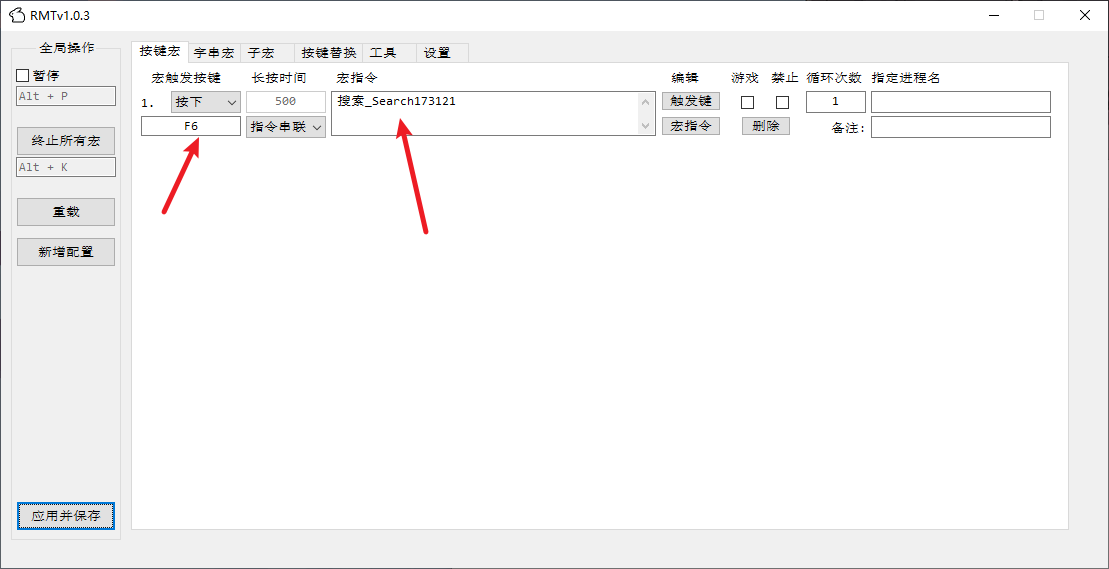 RMTv1.0.3
全局操作
暂停
Alt + P
终止所有宏
Alt + K
重载
新增配置
应用并保存
按键宏 字串宏 子宏 按键替换 工具 设置
宏触发按键 长按时间 宏指令 编辑 游戏 禁止 循环次数 指定进程名
1. 按下 500 搜索_Search173121 触发键 1
F6 指令串联 宏指令 删除 备注: